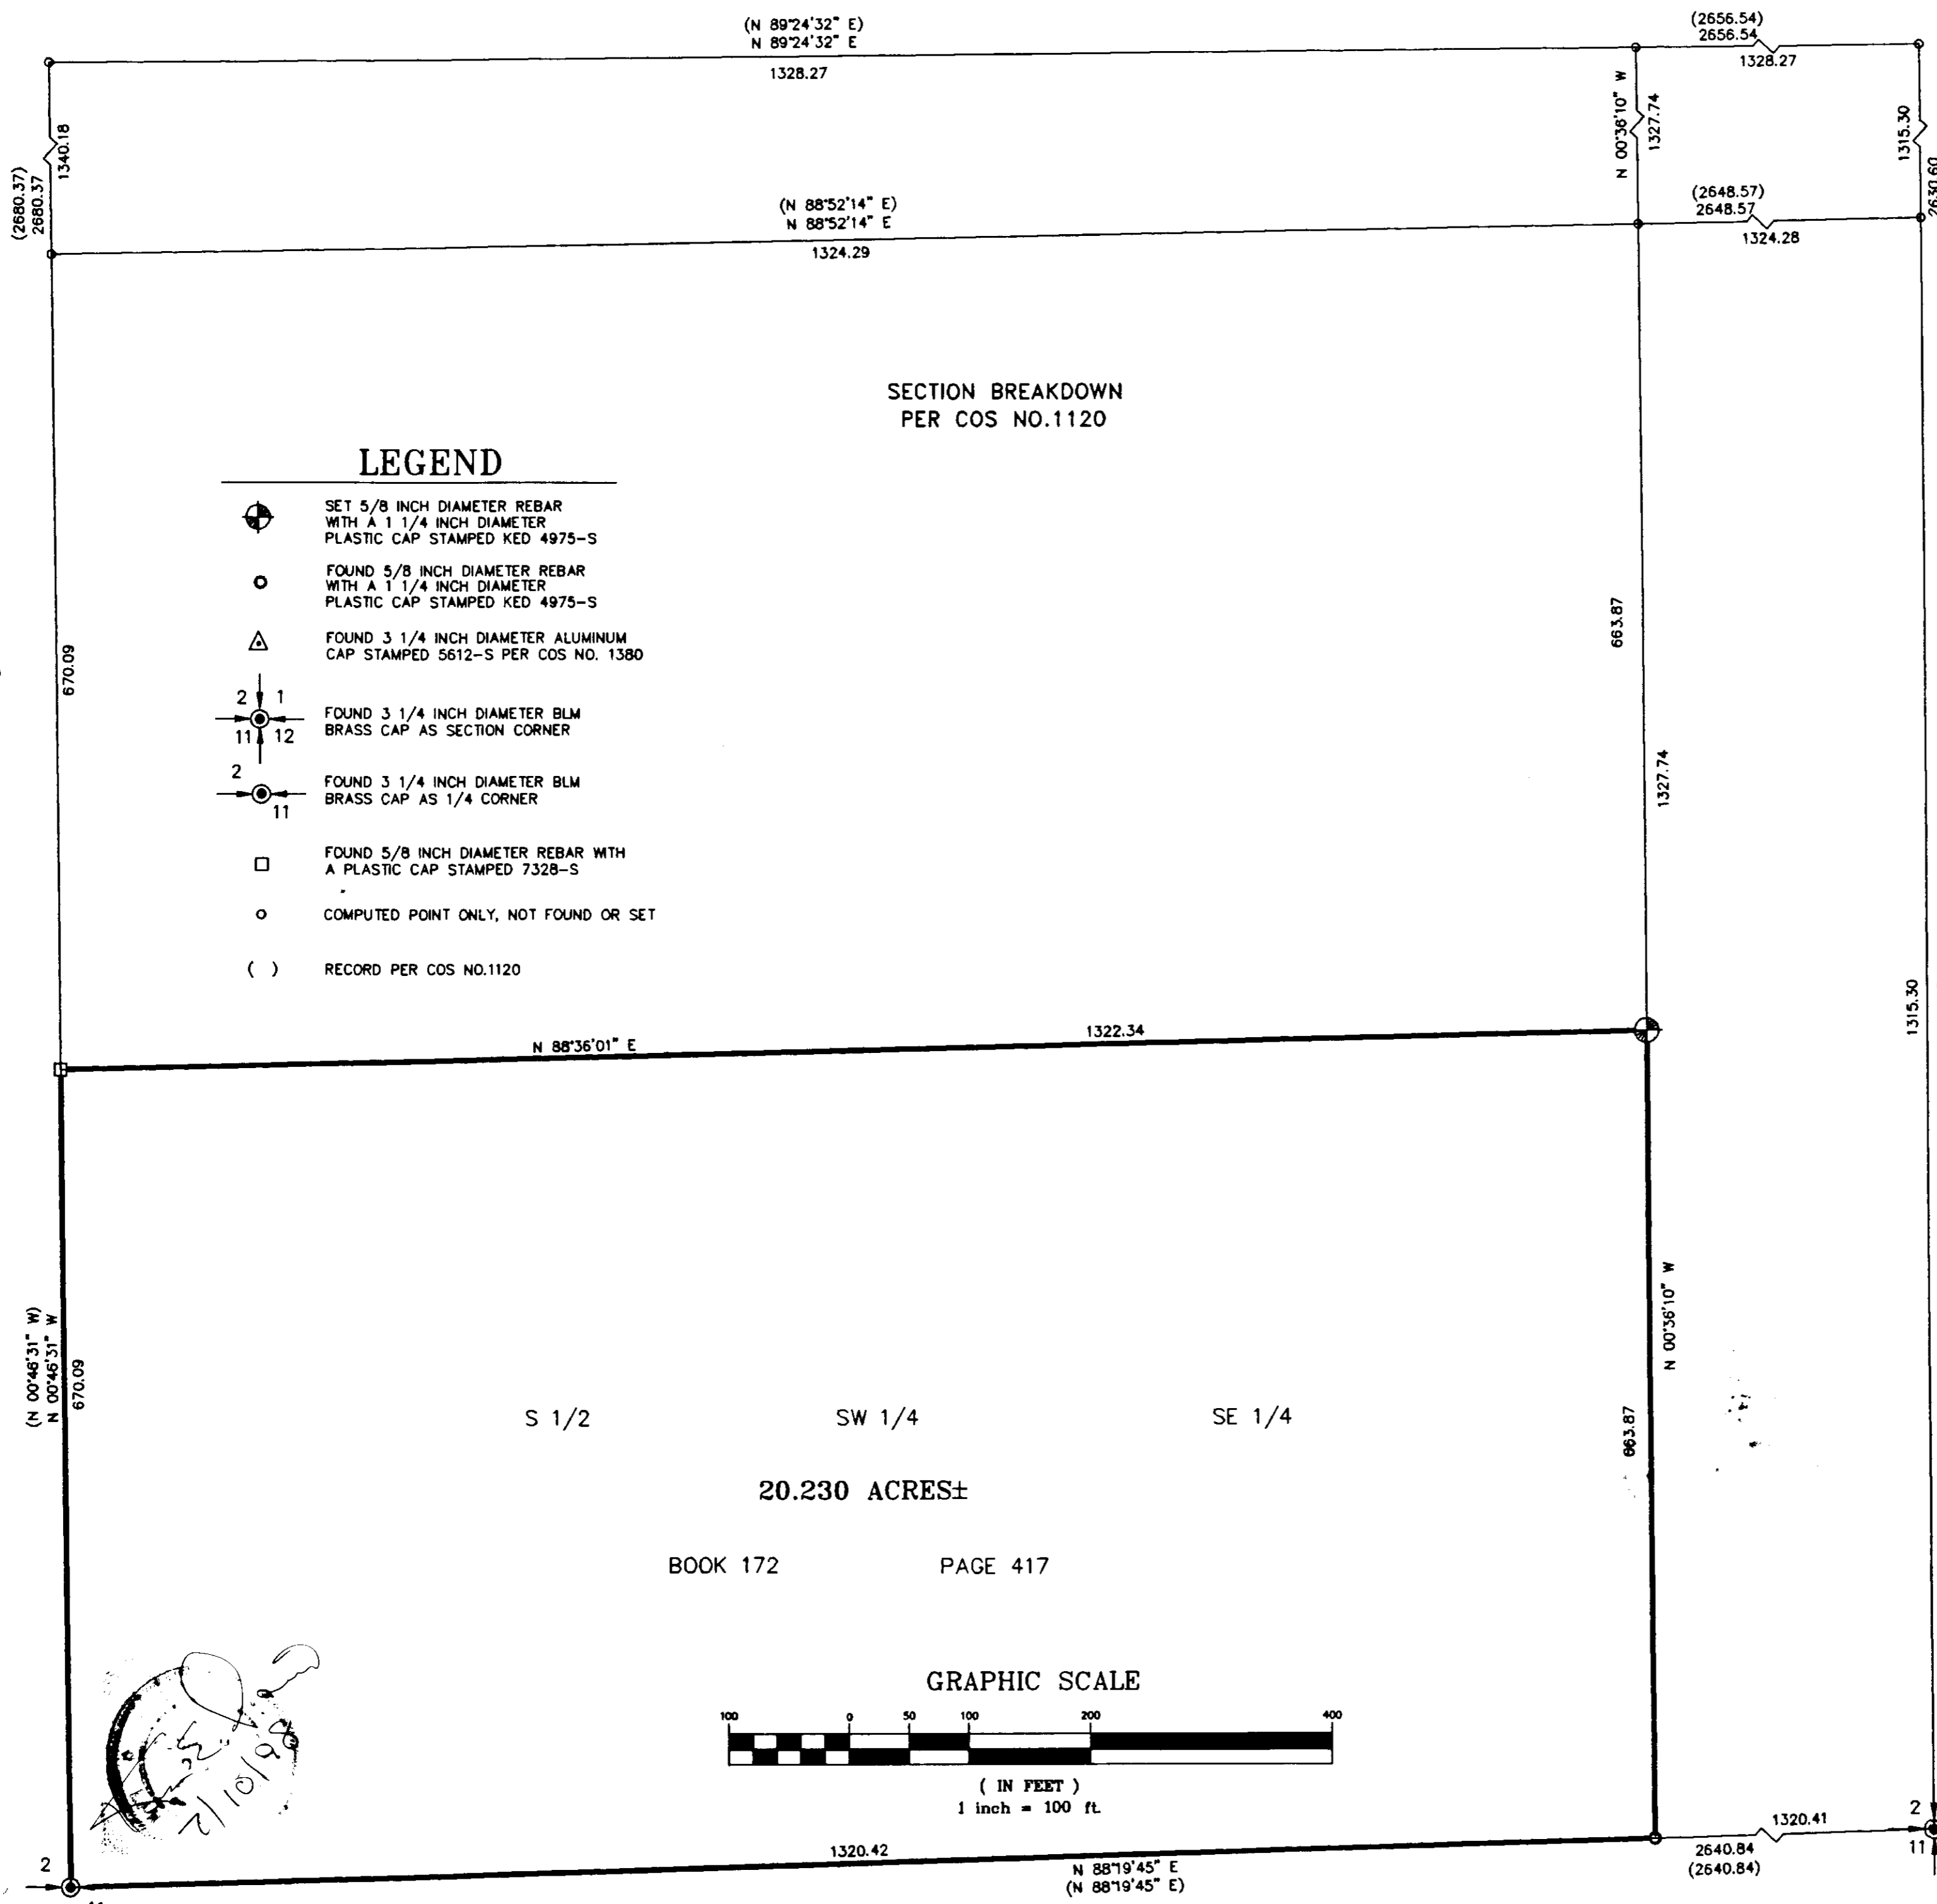 (N 89°24'32" E)
N 89°24'32" E
1328.27
(2656.54)
2656.54
1328.27
1340.18
(2680.37)
2680.37
N 00°36'10" W
1327.74
1315.30
2630.60
(N 88°52'14" E)
N 88°52'14" E
1324.29
(2648.57)
2648.57
1324.28
SECTION BREAKDOWN
PER COS NO.1120
LEGEND
SET 5/8 INCH DIAMETER REBAR
WITH A 1 1/4 INCH DIAMETER
PLASTIC CAP STAMPED KED 4975-S
FOUND 5/8 INCH DIAMETER REBAR
WITH A 1 1/4 INCH DIAMETER
PLASTIC CAP STAMPED KED 4975-S
FOUND 3 1/4 INCH DIAMETER ALUMINUM
CAP STAMPED 5612-S PER COS NO. 1380
2 1
11 12
FOUND 3 1/4 INCH DIAMETER BLM
BRASS CAP AS SECTION CORNER
2
11
FOUND 3 1/4 INCH DIAMETER BLM
BRASS CAP AS 1/4 CORNER
FOUND 5/8 INCH DIAMETER REBAR WITH
A PLASTIC CAP STAMPED 7328-S
COMPUTED POINT ONLY, NOT FOUND OR SET
( ) RECORD PER COS NO.1120
670.09
663.87
1327.74
1315.30
N 88°36'01" E
1322.34
(N 00°46'31" W)
N 00°46'31" W
670.09
N 00°36'10" W
663.87
S 1/2 SW 1/4 SE 1/4
20.230 ACRES±
BOOK 172 PAGE 417
GRAPHIC SCALE
100 0 50 100 200 400
( IN FEET )
1 inch = 100 ft.
2
1320.42
N 88°19'45" E
(N 88°19'45" E)
1320.41
2640.84
(2640.84)
2
11